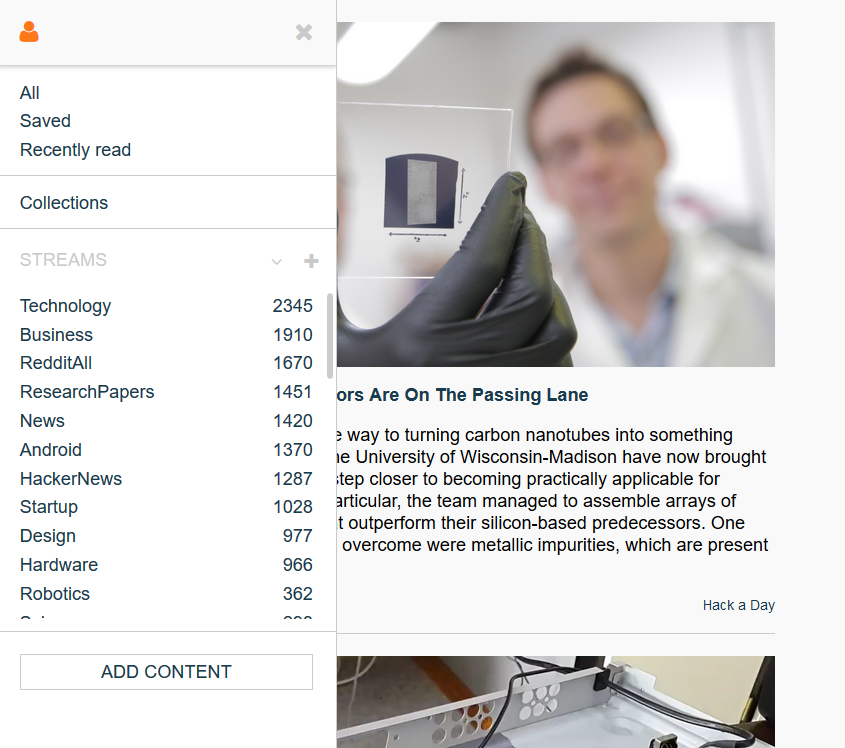 All
Saved
Recently read
Collections
STREAMS
Technology 2345
Business 1910
RedditAll 1670
ResearchPapers 1451
News 1420
Android 1370
HackerNews 1287
Startup 1028
Design 977
Hardware 966
Robotics 362
ADD CONTENT
ors Are On The Passing Lane
e way to turning carbon nanotubes into something
he University of Wisconsin-Madison have now brought
step closer to becoming practically applicable for
articular, the team managed to assemble arrays of
t outperform their silicon-based predecessors. One
overcome were metallic impurities, which are present
Hack a Day